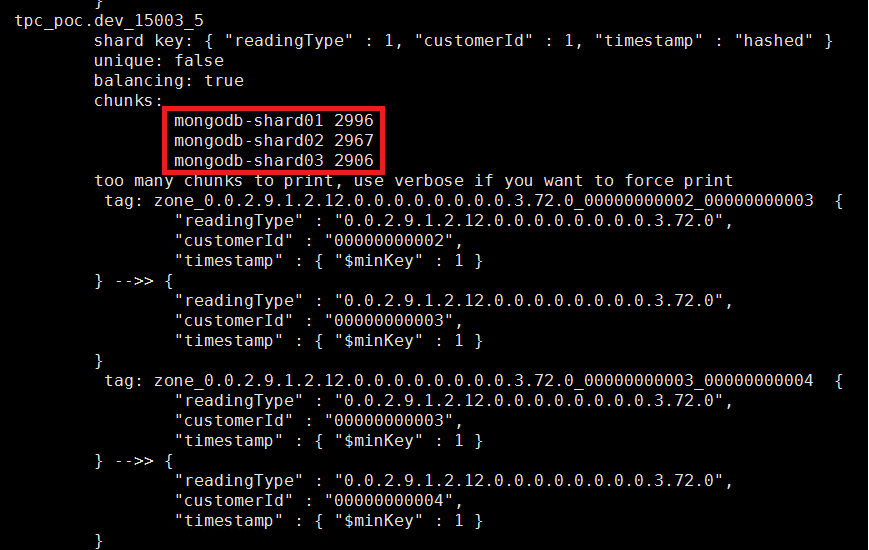 }
tpc_poc.dev_15003_5
shard key: { "readingType" : 1, "customerId" : 1, "timestamp" : "hashed" }
unique: false
balancing: true
chunks:
mongodb-shard01 2996
mongodb-shard02 2967
mongodb-shard03 2906
too many chunks to print, use verbose if you want to force print
tag: zone_0.0.2.9.1.2.12.0.0.0.0.0.0.0.0.3.72.0_00000000002_00000000003 {
"readingType" : "0.0.2.9.1.2.12.0.0.0.0.0.0.0.0.3.72.0",
"customerId" : "00000000002",
"timestamp" : { "$minKey" : 1 }
} -->> {
"readingType" : "0.0.2.9.1.2.12.0.0.0.0.0.0.0.0.3.72.0",
"customerId" : "00000000003",
"timestamp" : { "$minKey" : 1 }
}
tag: zone_0.0.2.9.1.2.12.0.0.0.0.0.0.0.0.3.72.0_00000000003_00000000004 {
"readingType" : "0.0.2.9.1.2.12.0.0.0.0.0.0.0.0.3.72.0",
"customerId" : "00000000003",
"timestamp" : { "$minKey" : 1 }
} -->> {
"readingType" : "0.0.2.9.1.2.12.0.0.0.0.0.0.0.0.3.72.0",
"customerId" : "00000000004",
"timestamp" : { "$minKey" : 1 }
}